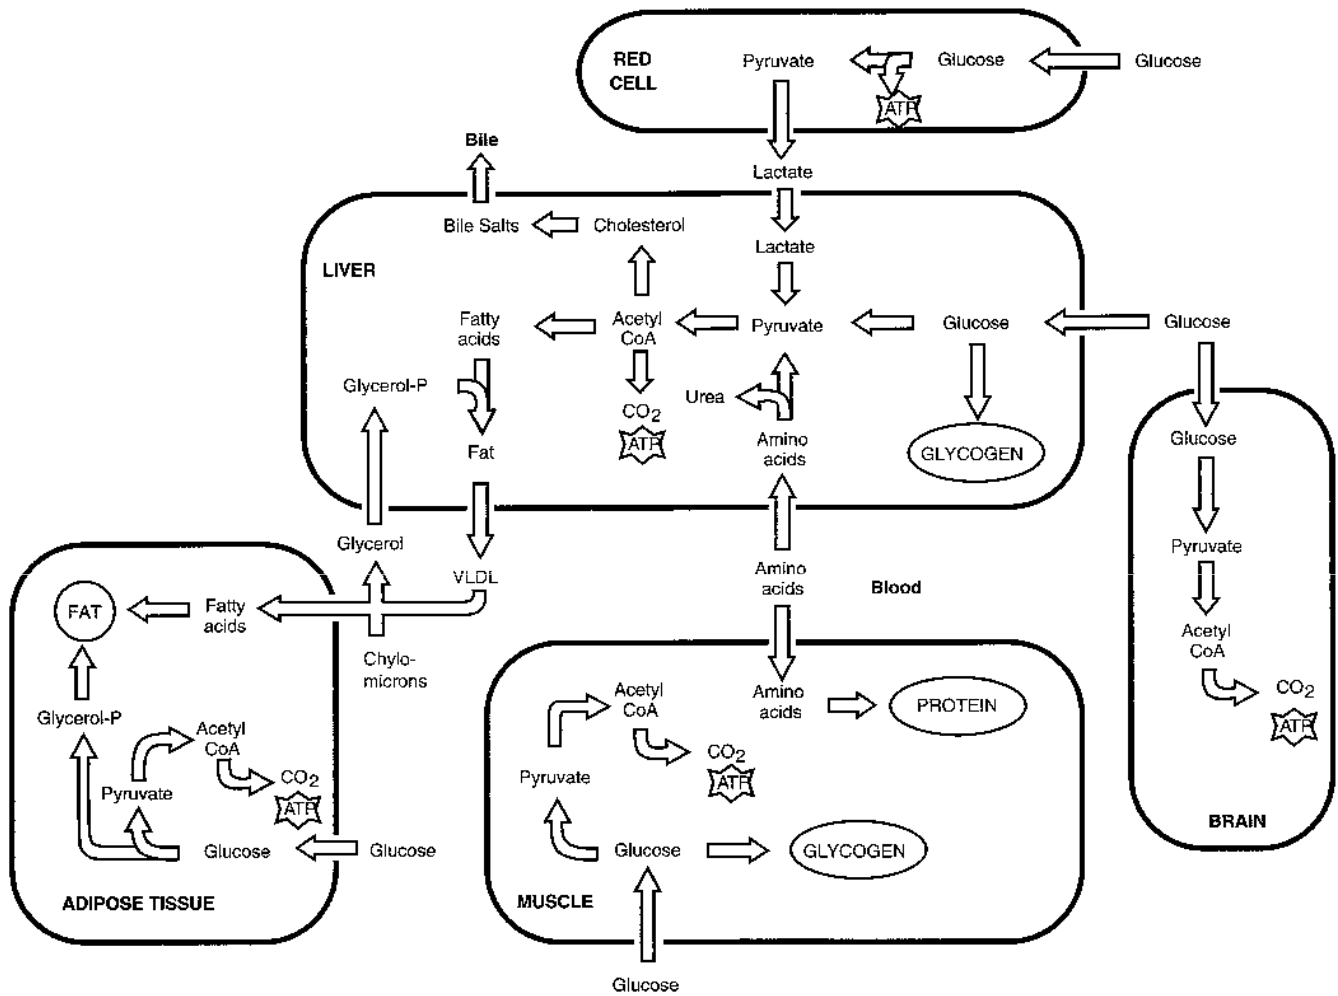 RED
CELL
Pyruvate
Glucose
Glucose
ATP
Lactate
Bile
Bile Salts
Cholesterol
Lactate
LIVER
Fatty
acids
Acetyl
CoA
Pyruvate
Glucose
Glucose
Glycerol-P
Urea
CO2
ATP
Fat
Amino
acids
GLYCOGEN
Glucose
Pyruvate
Acetyl
CoA
CO2
ATP
BRAIN
Glycerol
VLDL
Amino
acids
Blood
FAT
Fatty
acids
Chylo-
microns
Glycerol-P
Acetyl
CoA
CO2
Pyruvate
ATP
Glucose
Glucose
ADIPOSE TISSUE
Acetyl
CoA
Amino
acids
PROTEIN
CO2
Pyruvate
ATP
Glucose
GLYCOGEN
MUSCLE
Glucose